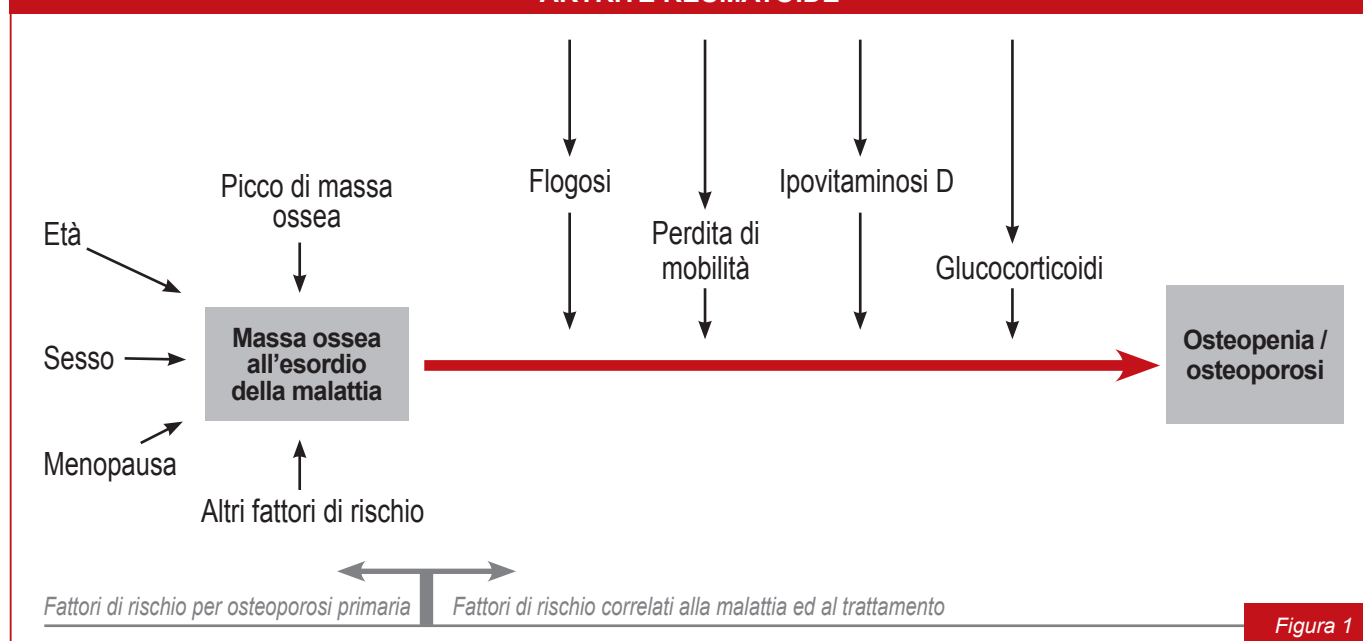 ARTRITE REUMATOIDE
Flogosi
Ipovitaminosi D
Picco di massa
ossea
Perdita di
mobilità
Età
Glucocorticoidi
Massa ossea
all'esordio
della malattia
Sesso
Osteopenia /
osteoporosi
Menopausa
Altri fattori di rischio
Fattori di rischio per osteoporosi primaria
Fattori di rischio correlati alla malattia ed al trattamento
Figura 1